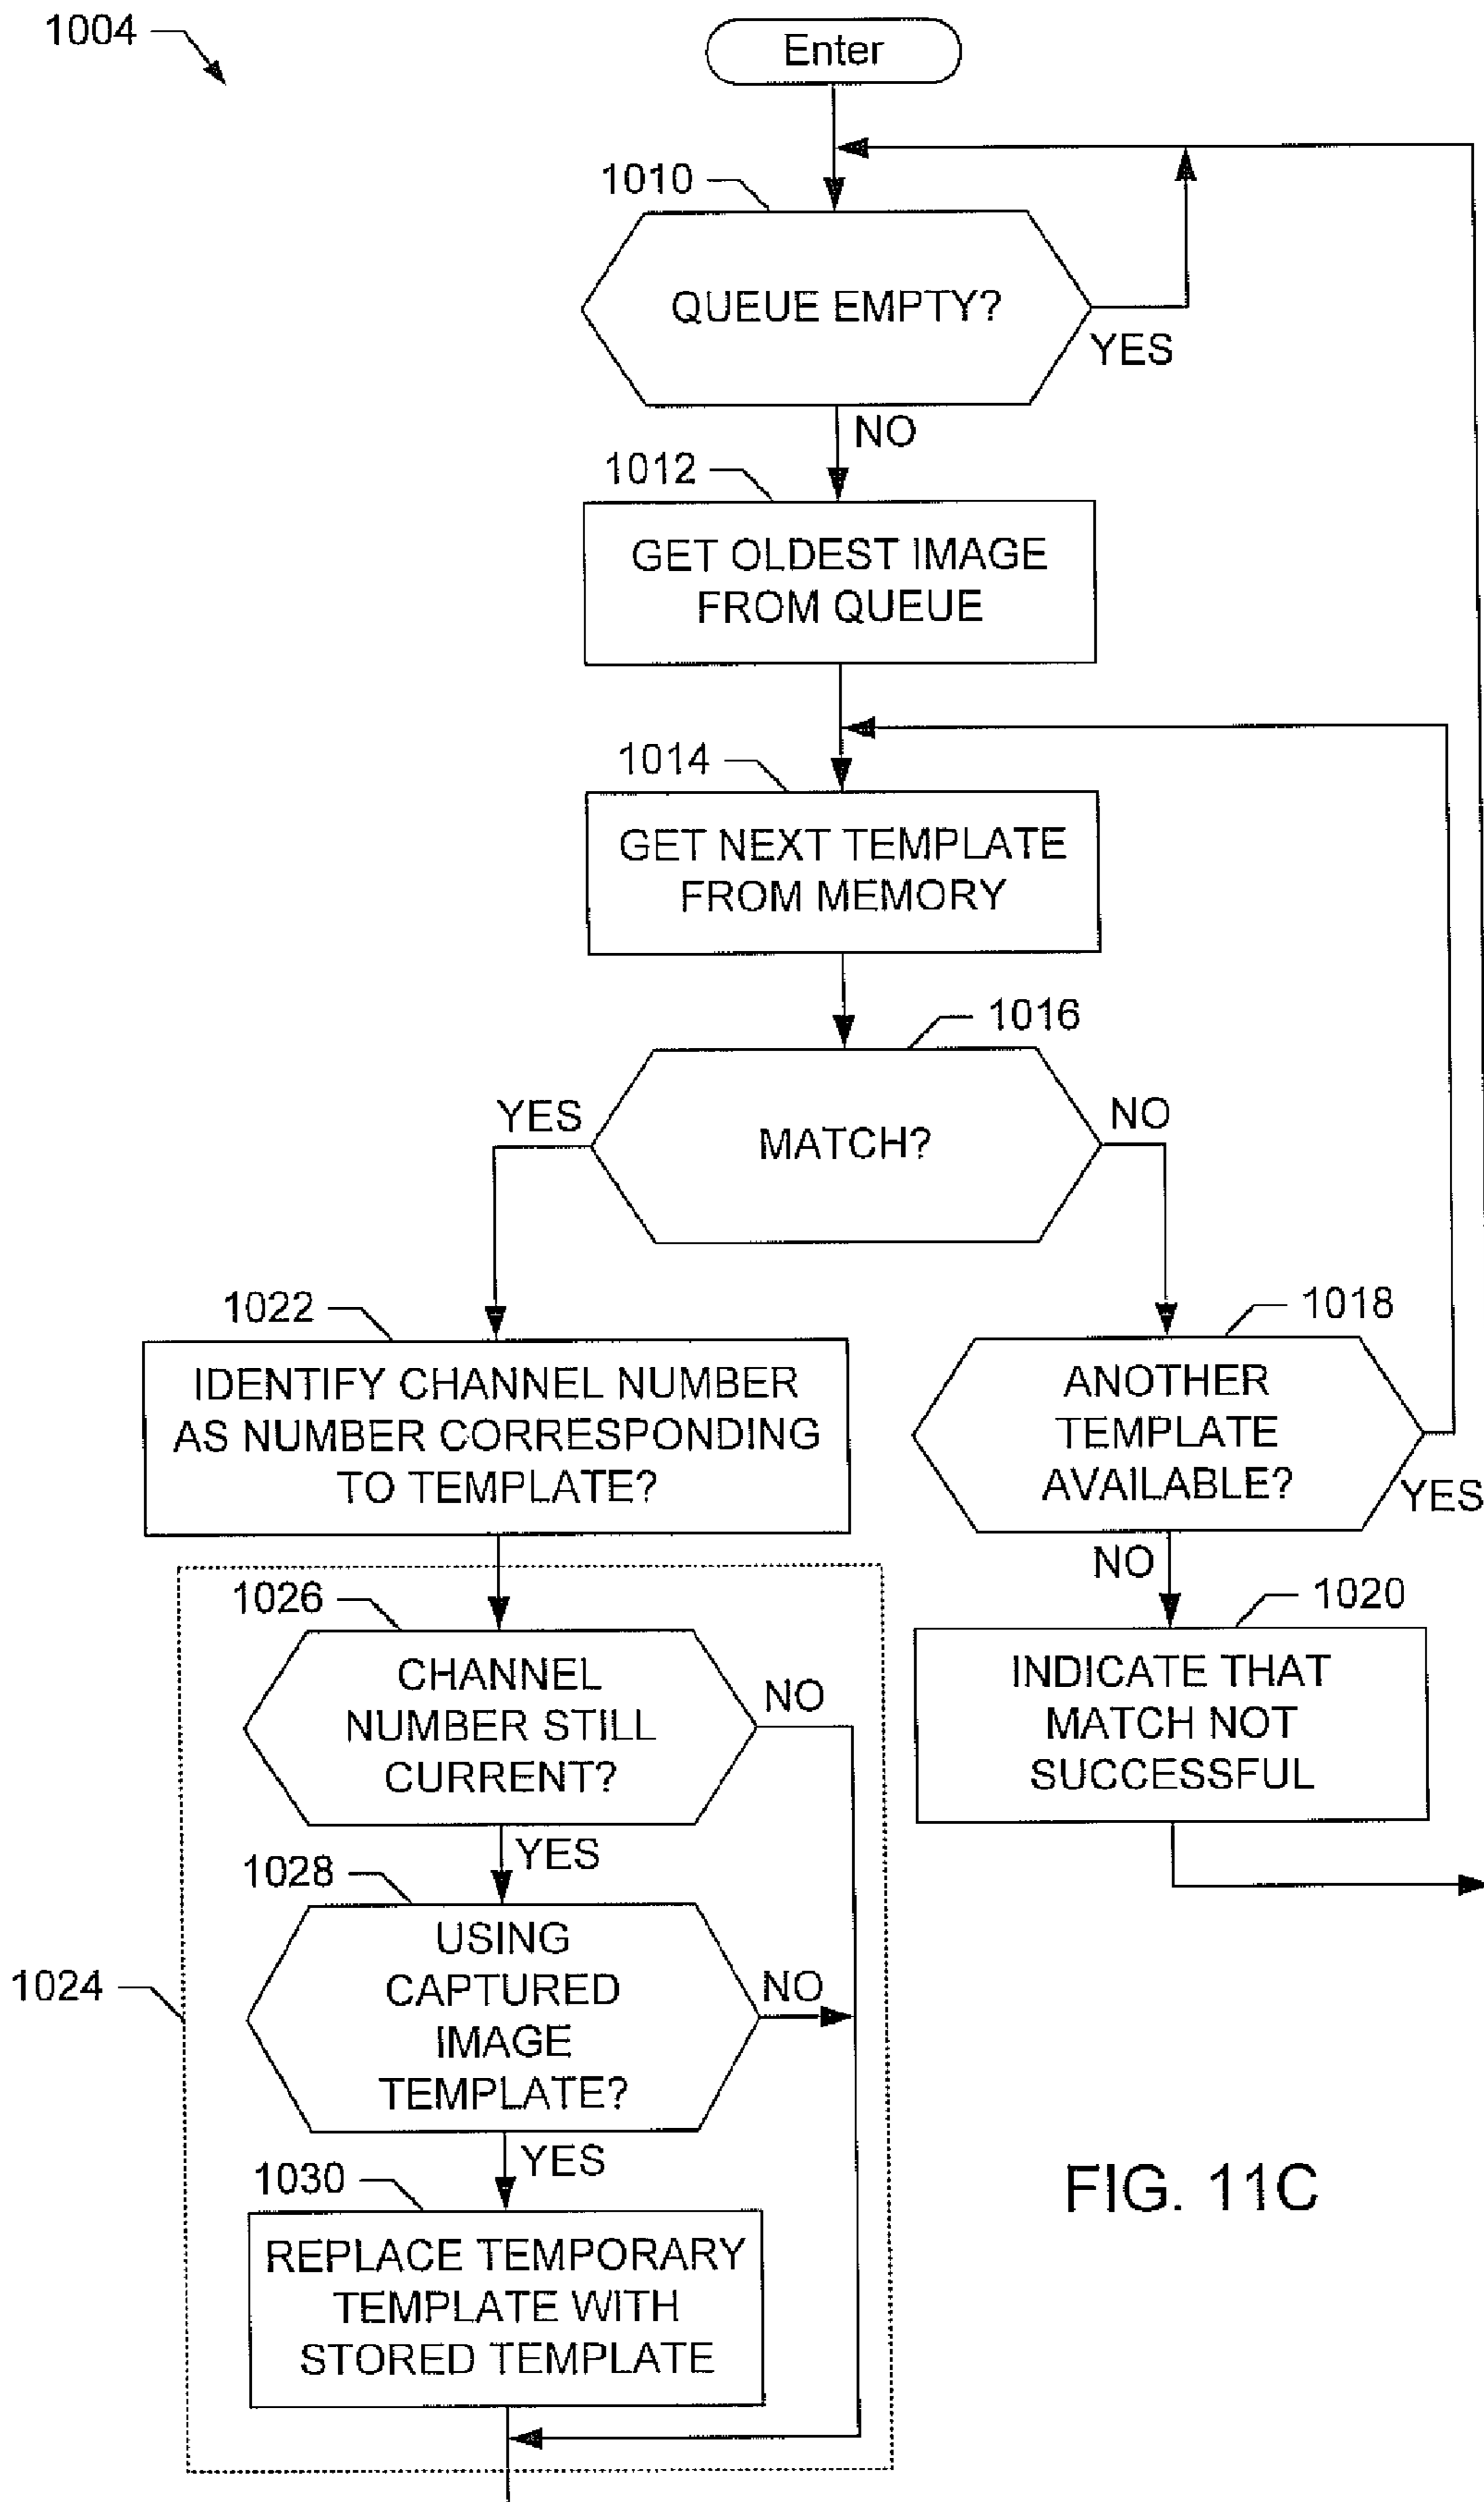 1004
Enter
1010
QUEUE EMPTY?
YES
NO
1012
GET OLDEST IMAGE
FROM QUEUE
1014
GET NEXT TEMPLATE
FROM MEMORY
1016
YES
MATCH?
NO
1022
IDENTIFY CHANNEL NUMBER
AS NUMBER CORRESPONDING
TO TEMPLATE?
1018
ANOTHER
TEMPLATE
AVAILABLE?
YES
NO
1026
CHANNEL
NUMBER STILL
CURRENT?
NO
1020
INDICATE THAT
MATCH NOT
SUCCESSFUL
YES
1028
USING
CAPTURED
IMAGE
TEMPLATE?
NO
1024
YES
1030
REPLACE TEMPORARY
TEMPLATE WITH
STORED TEMPLATE
FIG. 11C